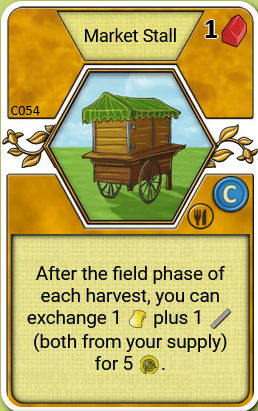 Market Stall
1
C054
C
After the field phase of
each harvest, you can
exchange 1 plus 1
(both from your supply)
for 5 .